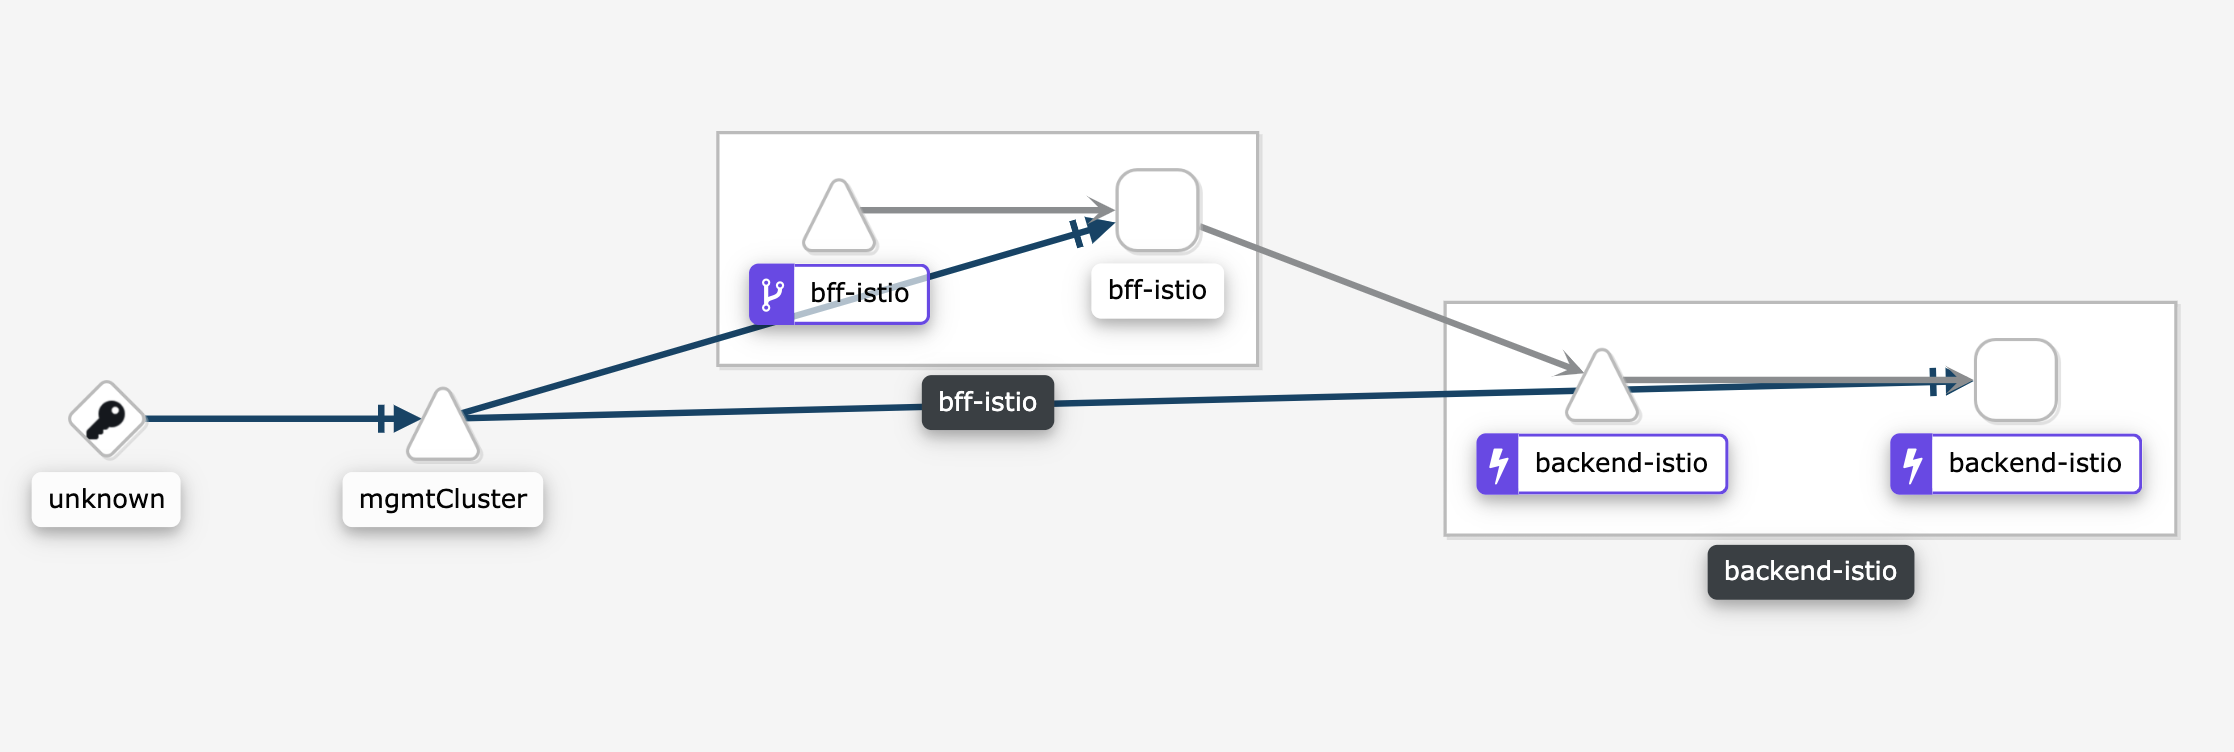 bff-istio
bff-istio
bff-istio
unknown
mgmtCluster
backend-istio
backend-istio
backend-istio